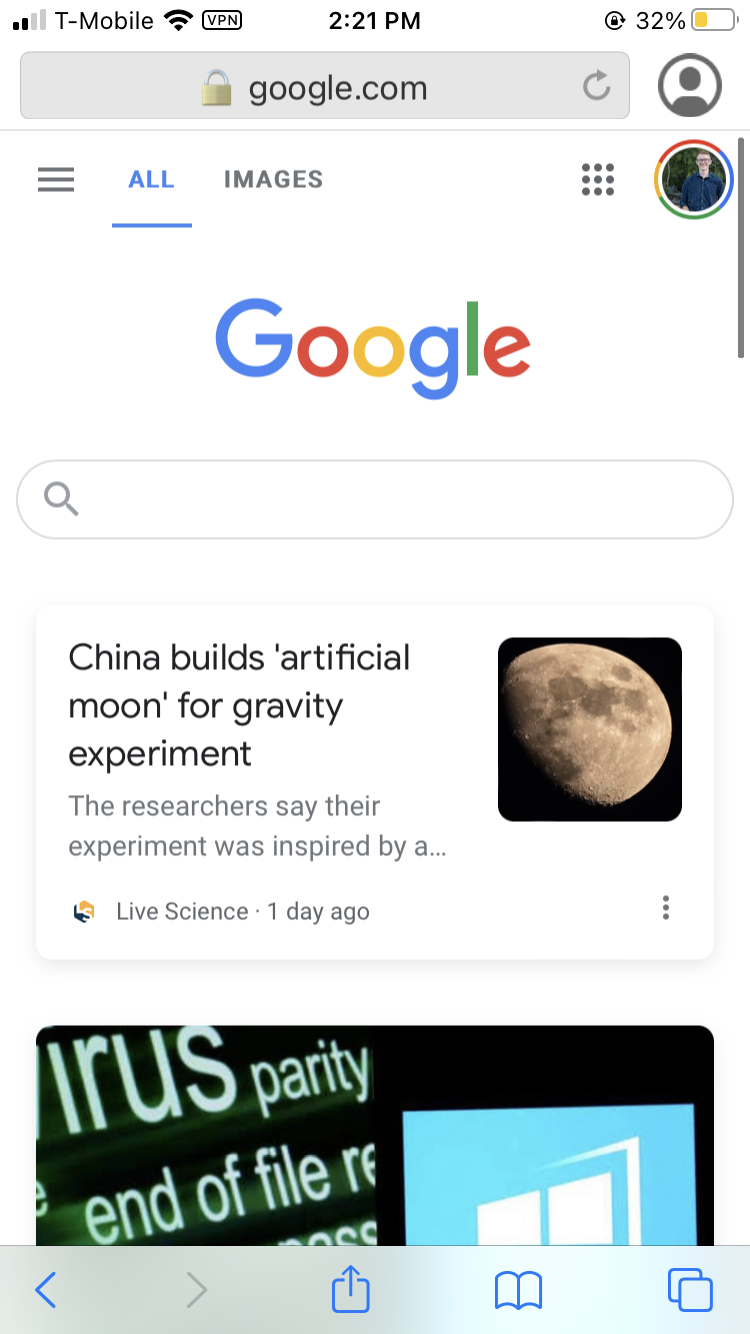 T-Mobile VPN 2:21 PM 32%
google.com
ALL IMAGES
Google
China builds 'artificial
moon' for gravity
experiment
The researchers say their
experiment was inspired by a...
Live Science · 1 day ago
irus parity
end of file re